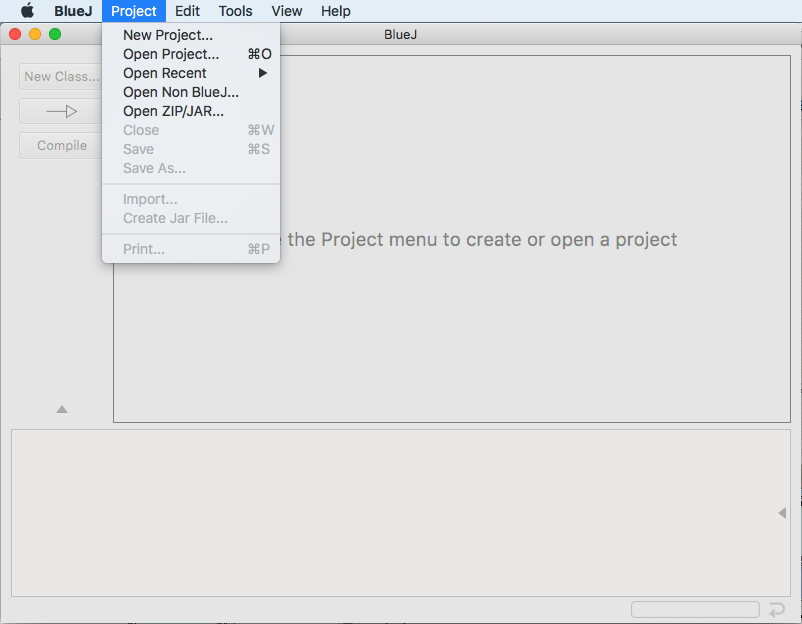 BlueJ Project Edit Tools View Help
BlueJ
New Project...
Open Project... ⌘O
Open Recent
Open Non BlueJ...
Open ZIP/JAR...
Close ⌘W
Save ⌘S
Save As...
Import...
Create Jar File...
Print... ⌘P
New Class...
Compile
the Project menu to create or open a project